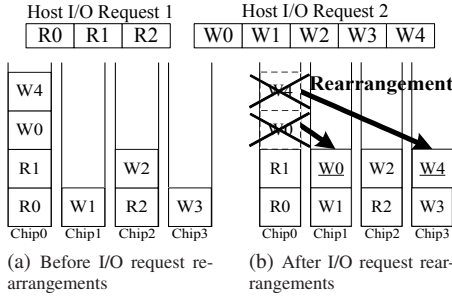 Host I/O Request 1 Host I/O Request 2
R0 R1 R2 W0 W1 W2 W3 W4
W4 W4 Rearrangement
W0 W0
R1 W2 R1 W0 W2 W4
R0 W1 R2 W3 R0 W1 R2 W3
Chip0 Chip1 Chip2 Chip3 Chip0 Chip1 Chip2 Chip3
(a) Before I/O request re- (b) After I/O request rear-
arrangements rangements